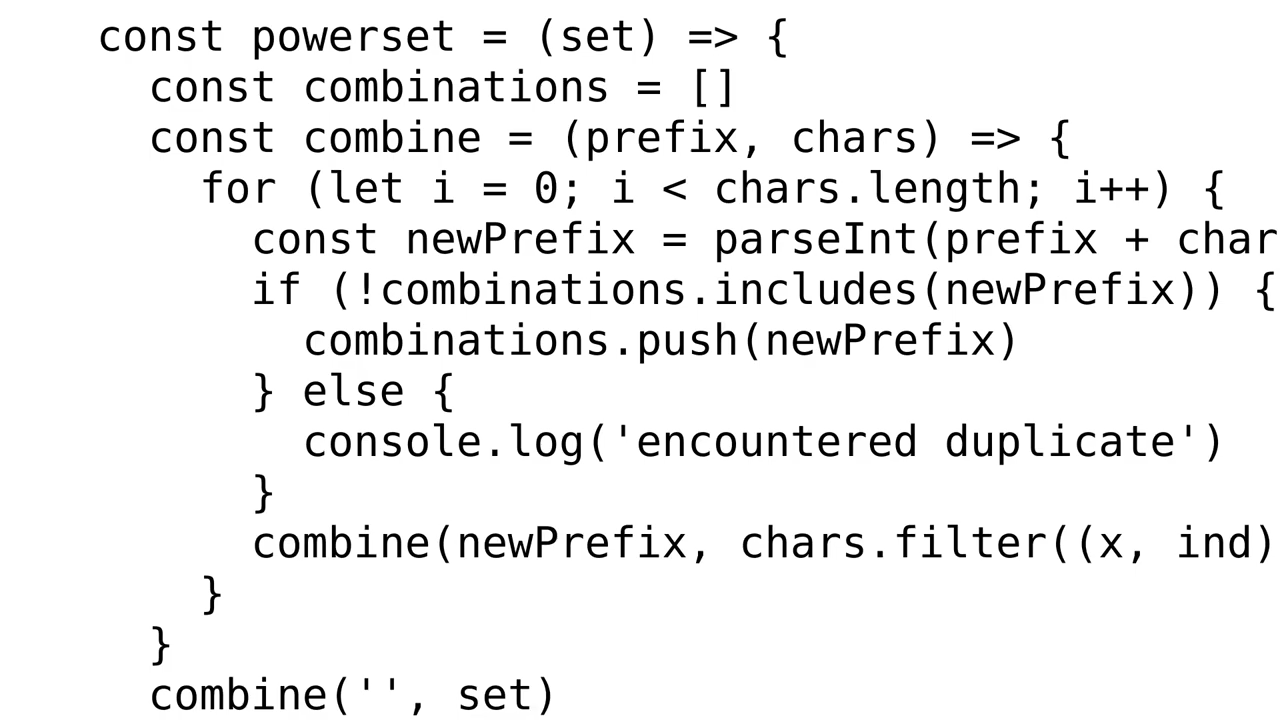 const powerset = (set) => {
const combinations = []
const combine = (prefix, chars) => {
for (let i = 0; i < chars.length; i++) {
const newPrefix = parseInt(prefix + char
if (!combinations.includes(newPrefix)) {
combinations.push(newPrefix)
} else {
console.log('encountered duplicate')
}
combine(newPrefix, chars.filter((x, ind)
}
}
combine('', set)